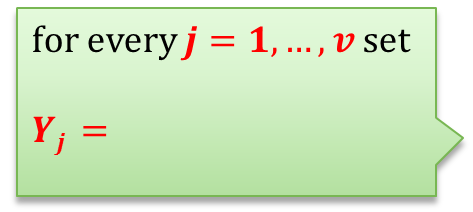 for every j = 1, … , v set
Y_j =